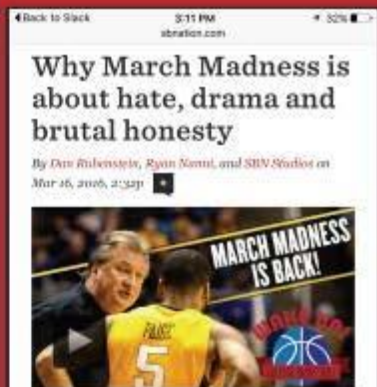 Back to Slack
3:11 PM
32%
sbnation.com
Why March Madness is
about hate, drama and
brutal honesty
By Dan Rubenstein, Ryan Nanni, and SBN Studios on
Mar 16, 2016, 2:32p
MARCH MADNESS
IS BACK!
PAIGE
5